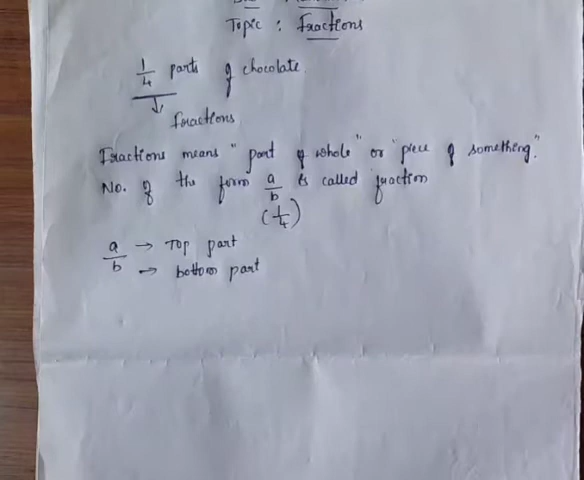 Topic : Fractions
1/4 parts of chocolate.
↓
fractions
Fractions means "part of whole" or "piece of something."
No. of the form a/b is called fraction
(1/4)
a/b → Top part
→ bottom part